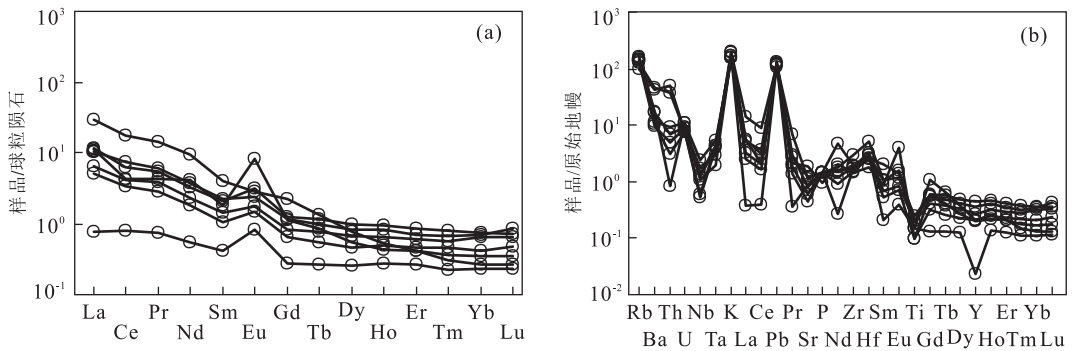 (a)
10³
10²
10¹
10⁰
10⁻¹
样品/球粒陨石
La Pr Sm Gd Dy Er Yb
Ce Nd Eu Tb Ho Tm Lu
(b)
10³
10²
10¹
10⁰
10⁻¹
10⁻²
样品/原始地幔
Rb Th Nb K Ce Pr P Zr Sm Ti Tb Y Er Yb
Ba U Ta La Pb Sr Nd Hf Eu Gd Dy Ho Tm Lu